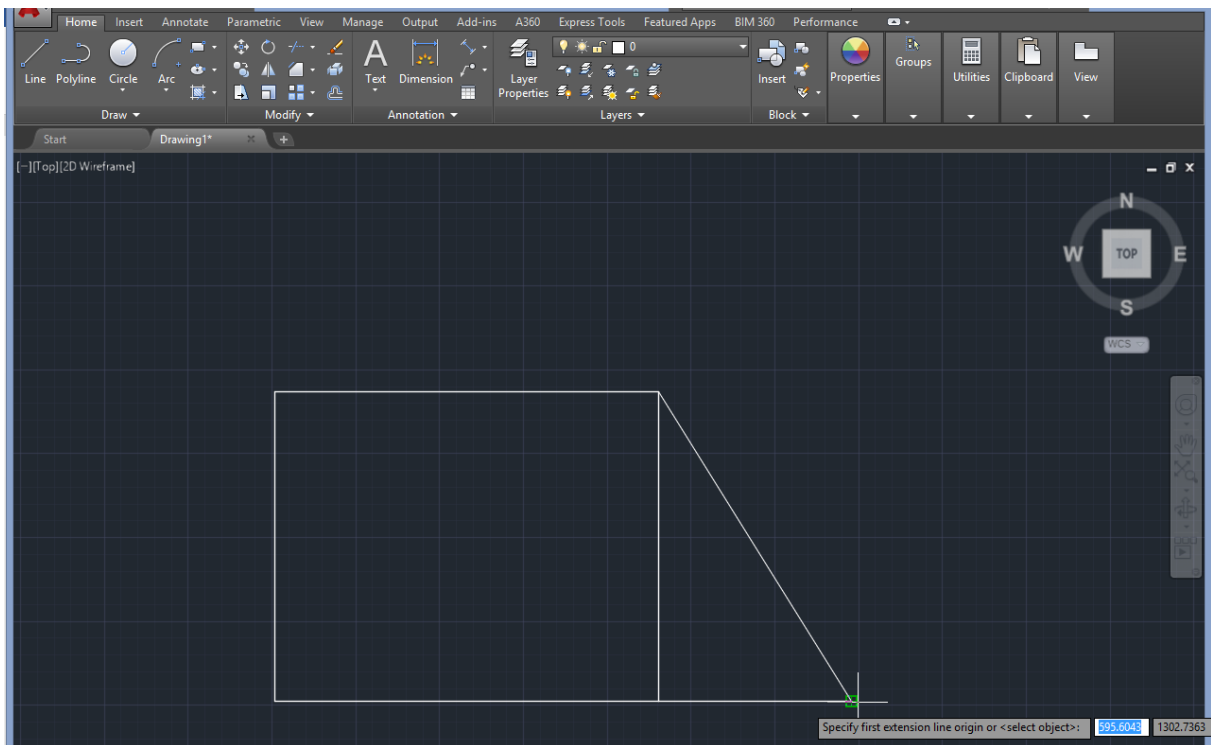 Home Insert Annotate Parametric View Manage Output Add-ins A360 Express Tools Featured Apps BIM 360 Performance
Line Polyline Circle Arc
Text Dimension
Layer Properties
0
Insert
Properties
Groups
Utilities
Clipboard
View
Draw Modify Annotation Layers Block
Start Drawing1* +
[−][Top][2D Wireframe]
N
W TOP E
S
WCS
Specify first extension line origin or <select object>: 595.6043 1302.7363